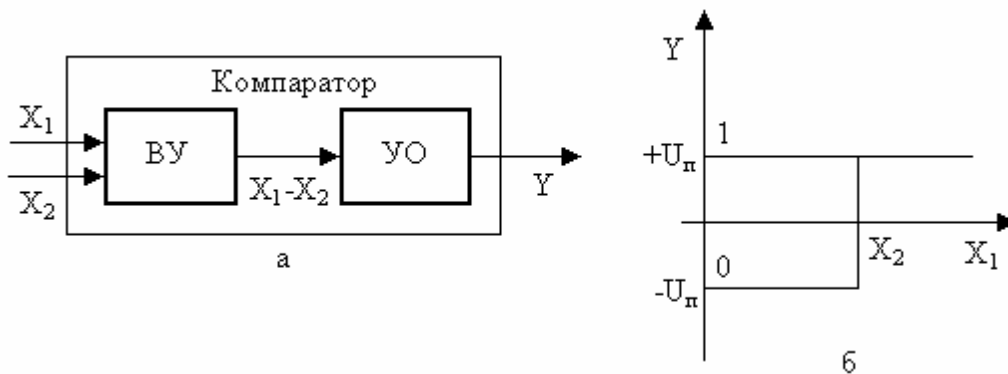 Компаратор
X₁
X₂
ВУ
X₁-X₂
УО
Y
а
Y
1
+Uп
X₂
X₁
0
-Uп
б